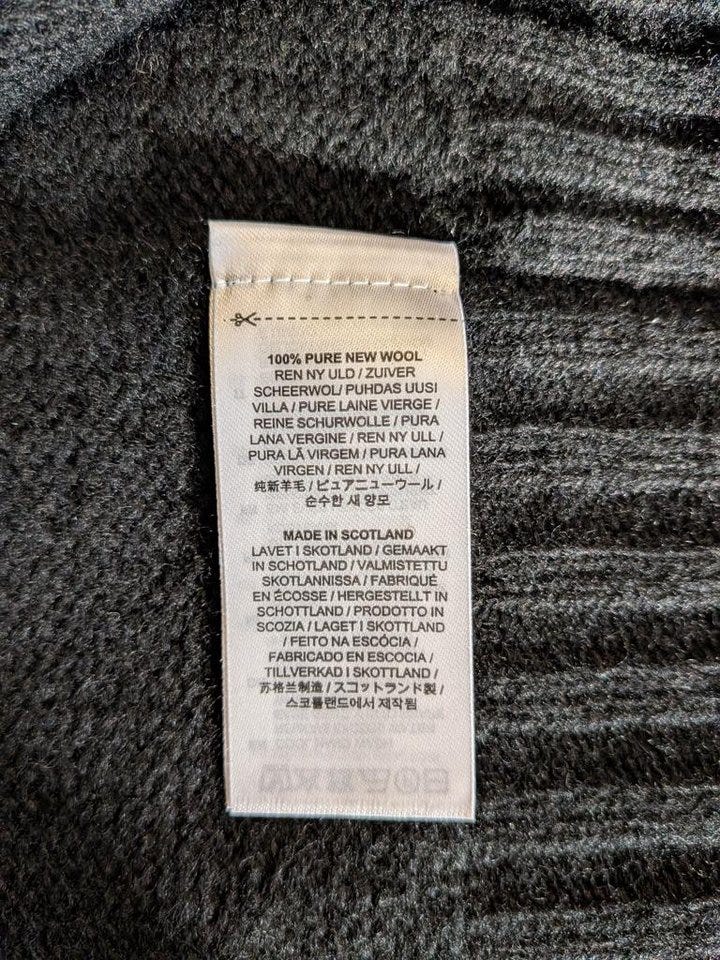 100% PURE NEW WOOL
REN NY ULD / ZUIVER
SCHEERWOL/ PUHDAS UUSI
VILLA / PURE LAINE VIERGE /
REINE SCHURWOLLE / PURA
LANA VERGINE / REN NY ULL /
PURA LÃ VIRGEM / PURA LANA
VIRGEN / REN NY ULL /
纯新羊毛 / ピュアニューウール /
순수한 새 양모
MADE IN SCOTLAND
LAVET I SKOTLAND / GEMAAKT
IN SCHOTLAND / VALMISTETTU
SKOTLANNISSA / FABRIQUÉ
EN ÉCOSSE / HERGESTELLT IN
SCHOTTLAND / PRODOTTO IN
SCOZIA / LAGET I SKOTTLAND
/ FEITO NA ESCÓCIA /
FABRICADO EN ESCOCIA /
TILLVERKAD I SKOTTLAND /
苏格兰制造 / スコットランド製 /
스코틀랜드에서 제작됨